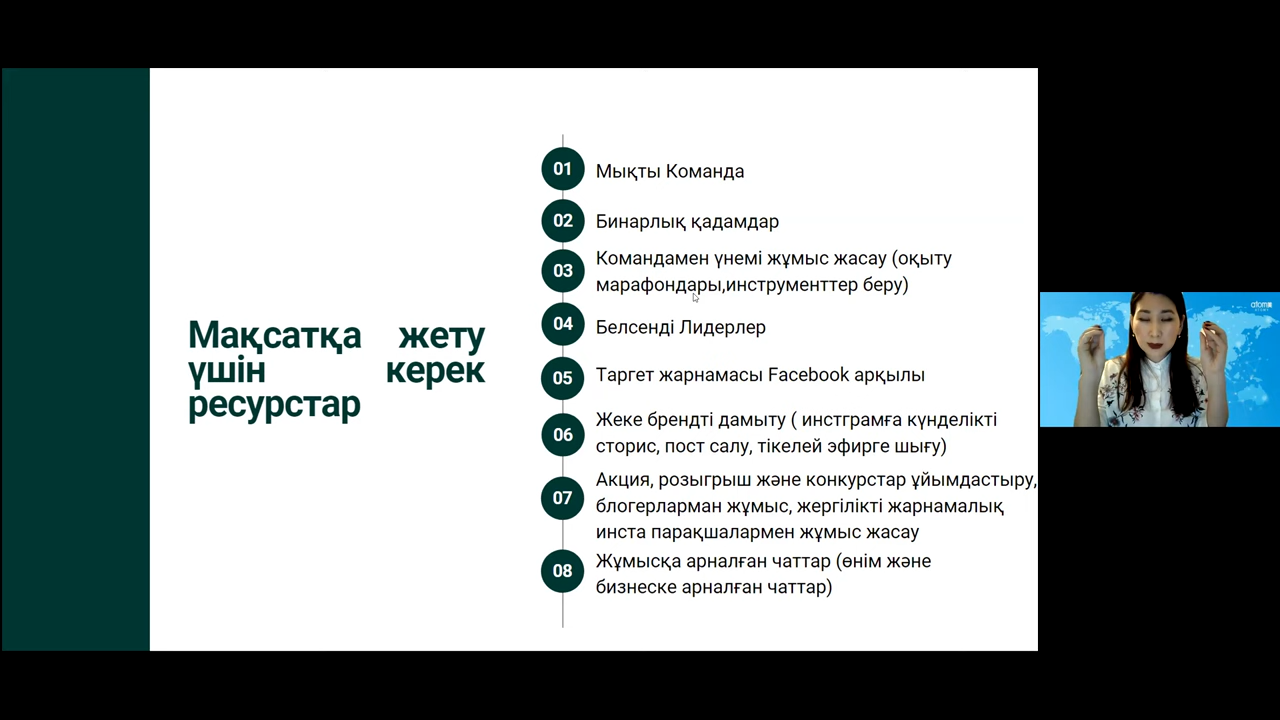 Мақсатқа жету
үшін керек
ресурстар
01
Мықты Команда
02
Бинарлық қадамдар
03
Командамен үнемі жұмыс жасау (оқыту
марафондары,инструменттер беру)
04
Белсенді Лидерлер
05
Таргет жарнамасы Facebook арқылы
06
Жеке брендті дамыту ( инстграмға күнделікті
сторис, пост салу, тікелей эфирге шығу)
07
Акция, розыгрыш және конкурстар ұйымдастыру,
блогерларман жұмыс, жергілікті жарнамалық
инста парақшалармен жұмыс жасау
08
Жұмысқа арналған чаттар (өнім және
бизнеске арналған чаттар)